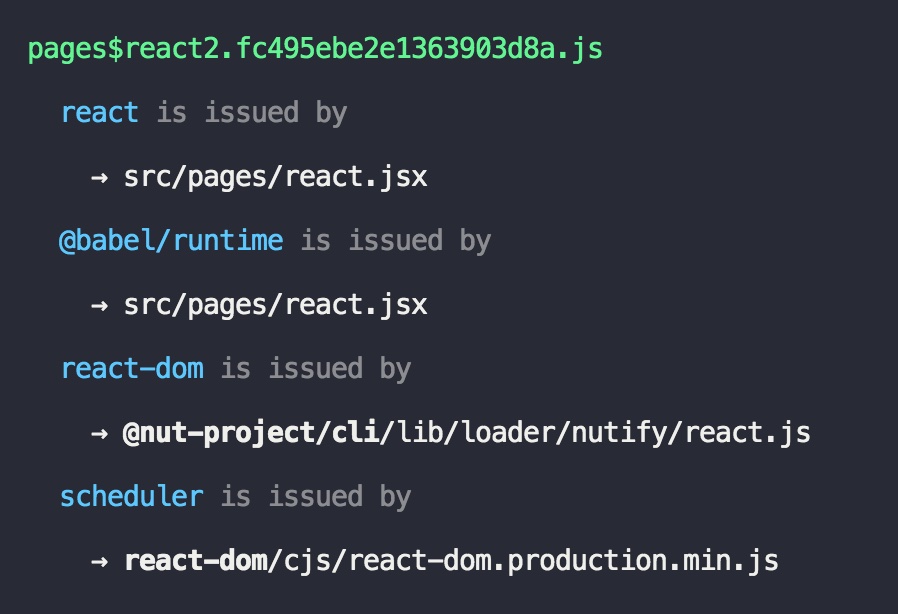 pages$react2.fc495ebe2e1363903d8a.js
react is issued by
→ src/pages/react.jsx
@babel/runtime is issued by
→ src/pages/react.jsx
react-dom is issued by
→ @nut-project/cli/lib/loader/nutify/react.js
scheduler is issued by
→ react-dom/cjs/react-dom.production.min.js